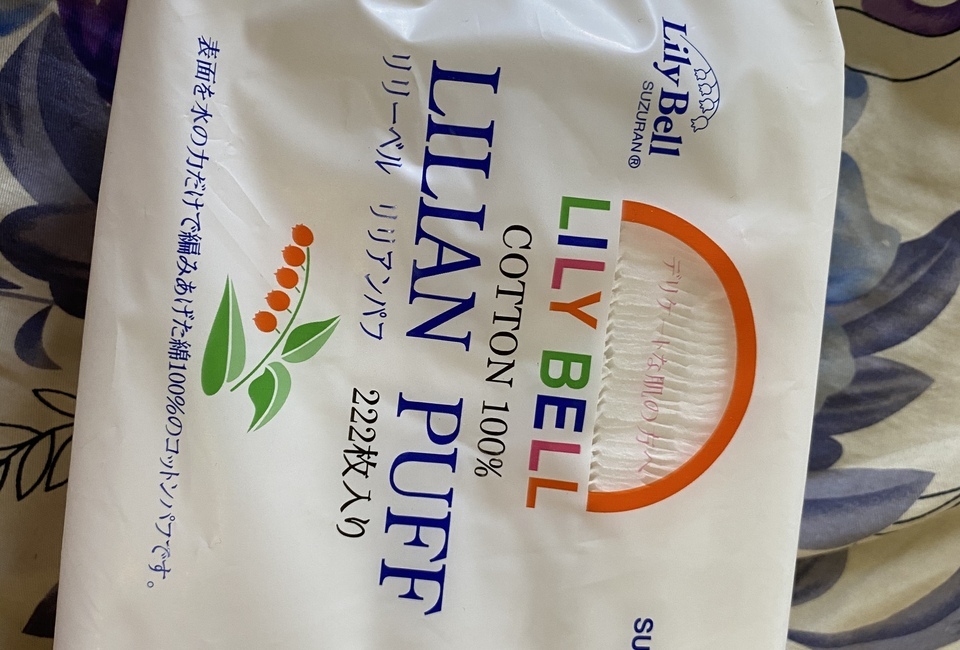 Lily Bell
SUZURAN®
デリケートな肌の方へ
LILY BELL
COTTON 100%
LILIAN PUFF
リリーベル リリアンパフ
222枚入り
表面を水の力だけで編みあげた綿100%のコットンパフです。
SU